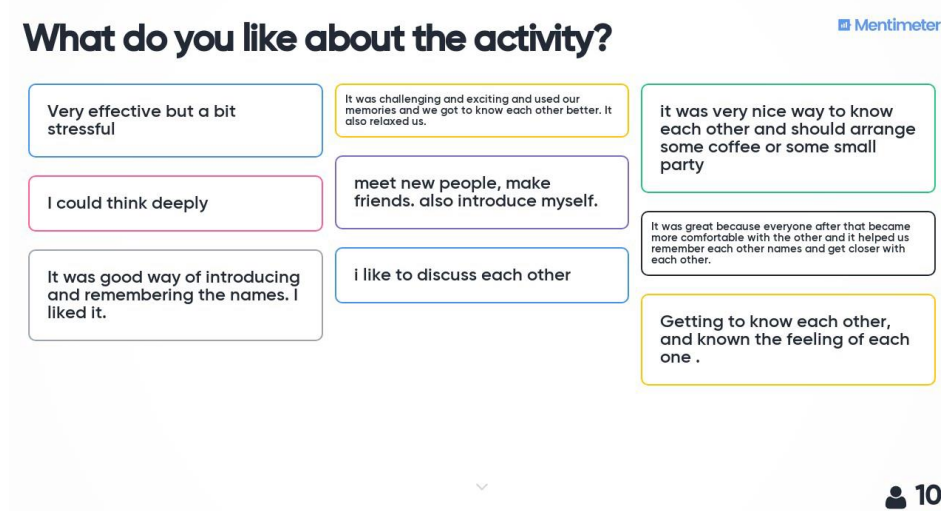 What do you like about the activity?
Mentimeter
Very effective but a bit
stressful
I could think deeply
It was good way of introducing
and remembering the names. I
liked it.
It was challenging and exciting and used our
memories and we got to know each other better. It
also relaxed us.
meet new people, make
friends. also introduce myself.
i like to discuss each other
it was very nice way to know
each other and should arrange
some coffee or some small
party
It was great because everyone after that became
more comfortable with the other and it helped us
remember each other names and get closer with
each other.
Getting to know each other,
and known the feeling of each
one .
10